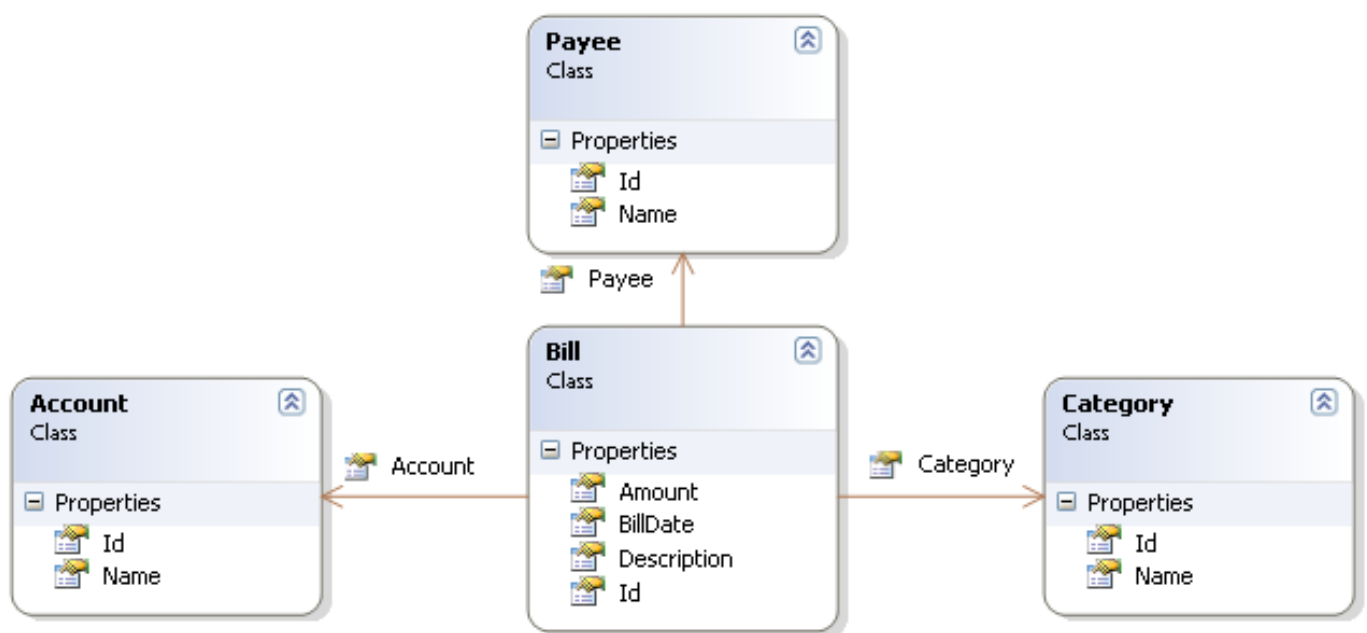 Payee
Class
Properties
Id
Name
Payee
Bill
Class
Properties
Amount
BillDate
Description
Id
Account
Class
Properties
Id
Name
Account
Category
Category
Class
Properties
Id
Name